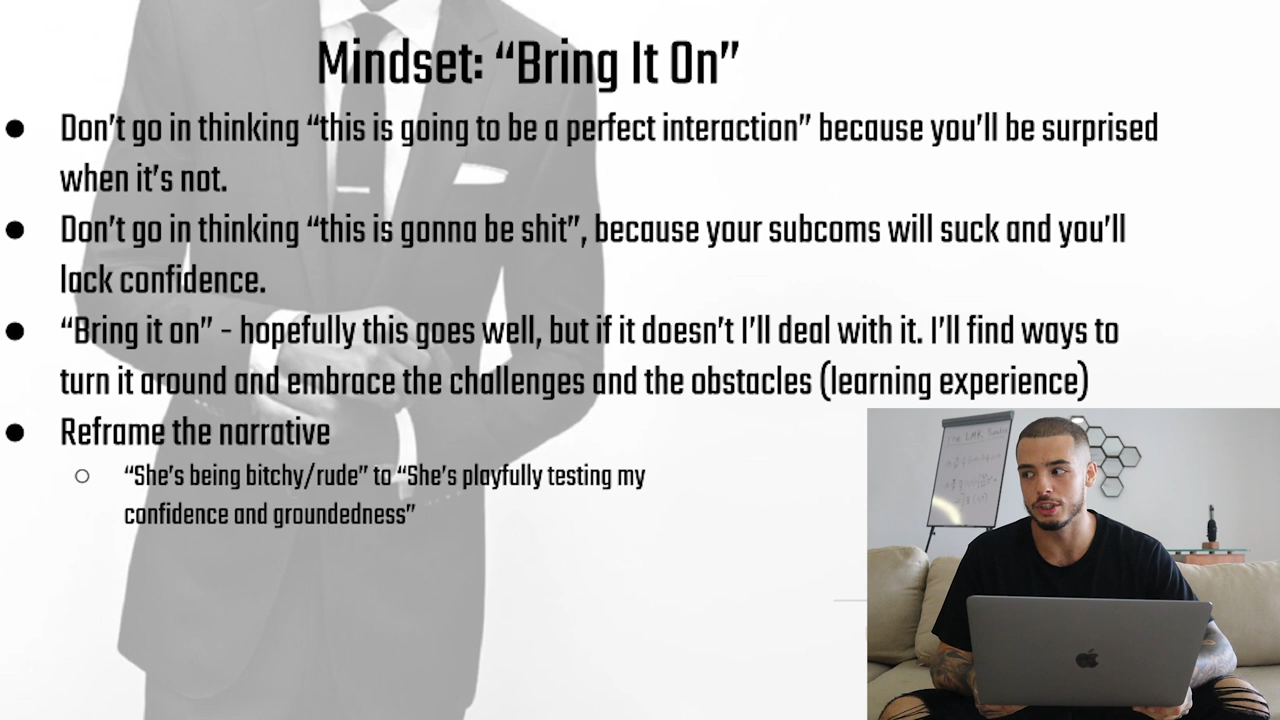 Mindset: “Bring It On”
● Don’t go in thinking “this is going to be a perfect interaction” because you’ll be surprised
when it’s not.
● Don’t go in thinking “this is gonna be shit”, because your subcoms will suck and you’ll
lack confidence.
● “Bring it on” - hopefully this goes well, but if it doesn’t I’ll deal with it. I’ll find ways to
turn it around and embrace the challenges and the obstacles (learning experience)
● Reframe the narrative
○ “She’s being bitchy/rude” to “She’s playfully testing my
confidence and groundedness”
The LMR